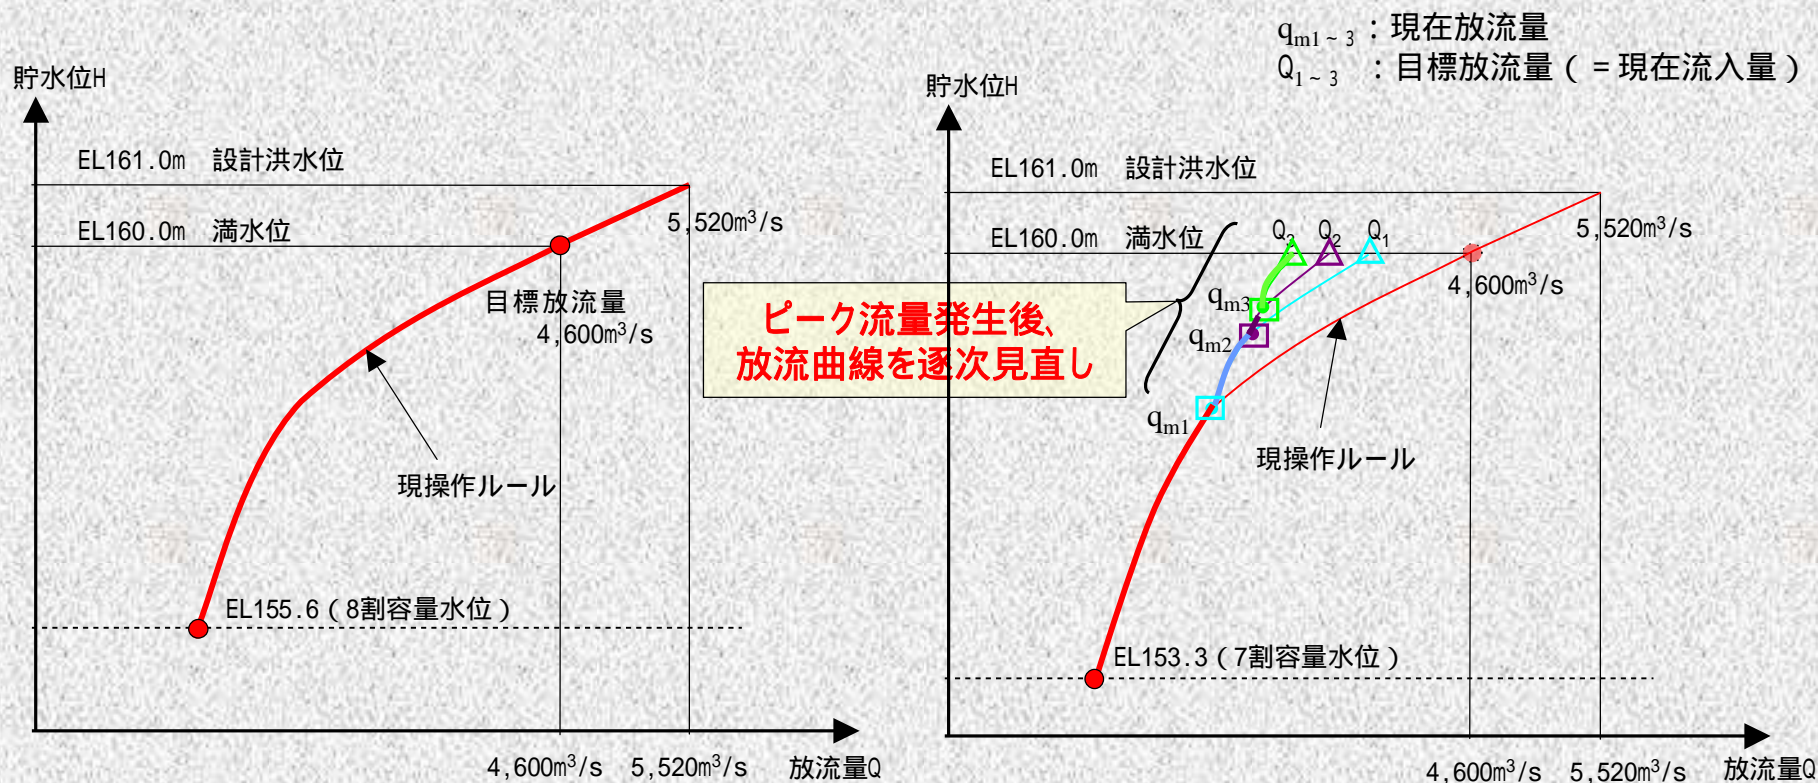 貯水位H
EL161.0m 設計洪水位
EL160.0m 満水位
5,520m³/s
目標放流量
4,600m³/s
現操作ルール
EL155.6（8割容量水位）
4,600m³/s 5,520m³/s 放流量Q
qm1~3：現在放流量
Q1~3：目標放流量（=現在流入量）
貯水位H
EL161.0m 設計洪水位
EL160.0m 満水位
Q3 Q2 Q1
5,520m³/s
4,600m³/s
ピーク流量発生後、
放流曲線を逐次見直し
qm3
qm2
qm1
現操作ルール
EL153.3（7割容量水位）
4,600m³/s 5,520m³/s 放流量Q